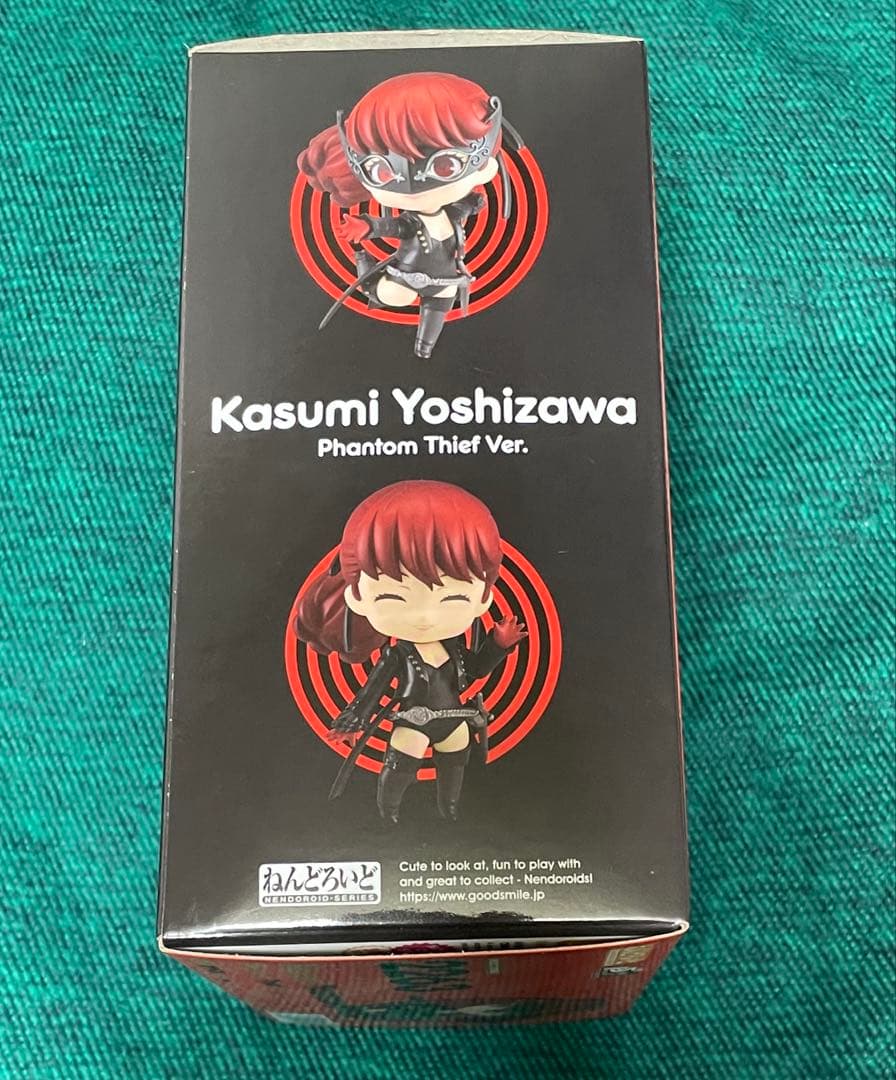 Kasumi Yoshizawa
Phantom Thief Ver.
ねんどろいど
NENDOROID·SERIES
Cute to look at, fun to play with
and great to collect - Nendoroids!
https://www.goodsmile.jp